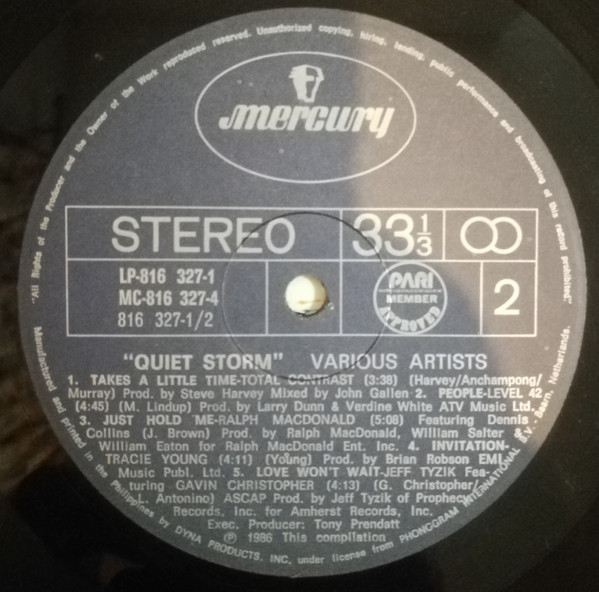 "All Rights of the Producer and the Owner of the Work reproduced reserved. Unauthorized copying, hiring, lending, public performance and broadcasting of this record prohibited."
mercury
STEREO
33 1/3
LP-816 327-1
MC-816 327-4
816 327-1/2
PARI
MEMBER
APPROVED
2
"QUIET STORM" VARIOUS ARTISTS
1. TAKES A LITTLE TIME-TOTAL CONTRAST (3:38) (Harvey/Anchampong/
Murray) Prod. by Steve Harvey Mixed by John Gallen 2. PEOPLE-LEVEL 42
(4:45) (M. Lindup) Prod. by Larry Dunn & Verdine White ATV Music Ltd.
3. JUST HOLD ME-RALPH MACDONALD (5:08) Featuring Dennis
Collins (J. Brown) Prod. by Ralph MacDonald, William Salter &
William Eaton for Ralph MacDonald Ent. Inc. 4. INVITATION-
TRACIE YOUNG (4:11) (Young) Prod. by Brian Robson EMI
Music Publ. Ltd. 5. LOVE WON'T WAIT-JEFF TYZIK Fea-
turing GAVIN CHRISTOPHER (4:13) (G. Christopher/
L. Antonino) ASCAP Prod. by Jeff Tyzik of Prophecy
Records, Inc. for Amherst Records, Inc.
Exec. Producer: Tony Prendatt
℗ 1986 This compilation
Manufactured and printed in the Philippines by DYNA PRODUCTS, INC. under license from PHONOGRAM INTERNATIONAL B.V.- Baarn, Netherlands.